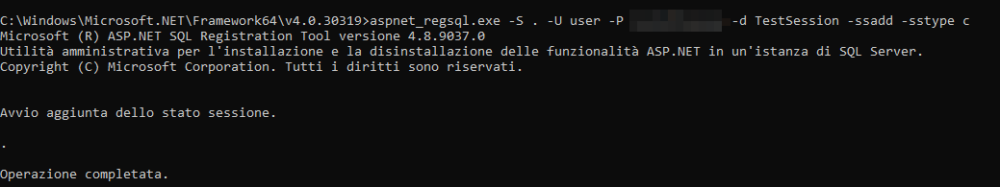 C:\Windows\Microsoft.NET\Framework64\v4.0.30319>aspnet_regsql.exe -S . -U user -P -d TestSession -ssadd -sstype c
Microsoft (R) ASP.NET SQL Registration Tool versione 4.8.9037.0
Utilità amministrativa per l'installazione e la disinstallazione delle funzionalità ASP.NET in un'istanza di SQL Server.
Copyright (C) Microsoft Corporation. Tutti i diritti sono riservati.
Avvio aggiunta dello stato sessione.
.
Operazione completata.